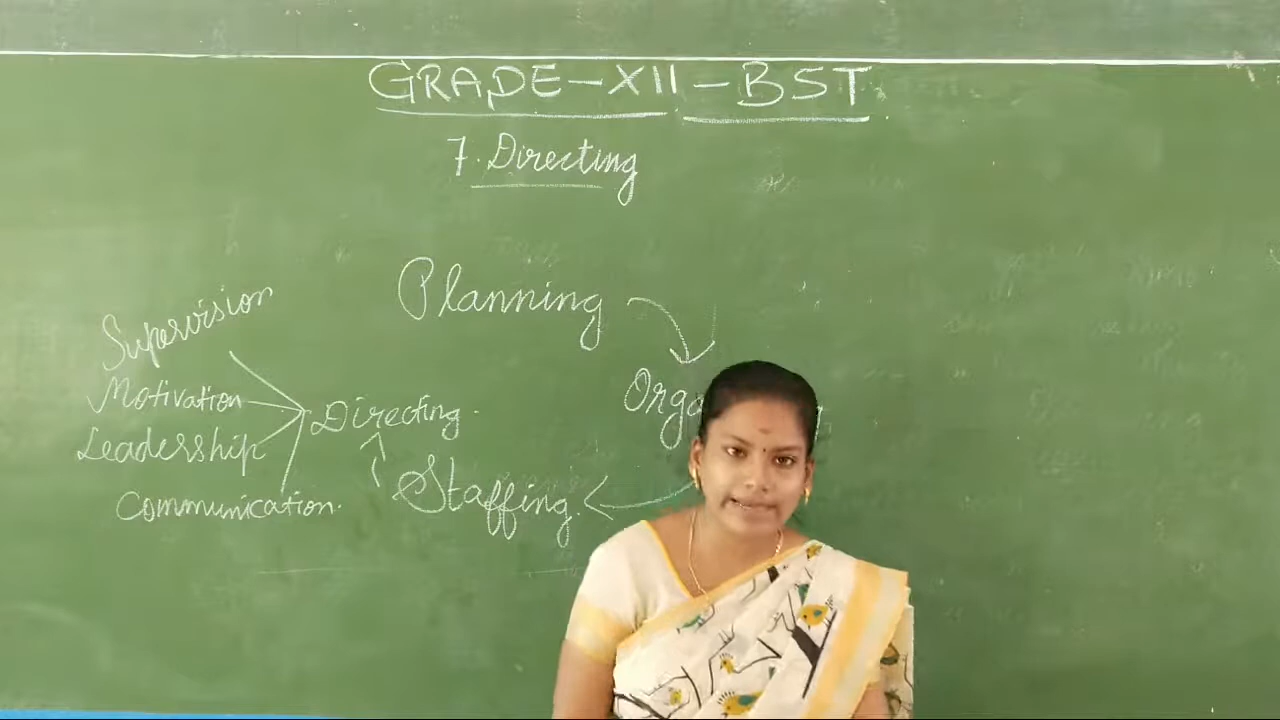 GRADE-XII-BST
7. Directing
Planning
Supervision
Motivation
Leadership
Communication.
Directing
Staffing.